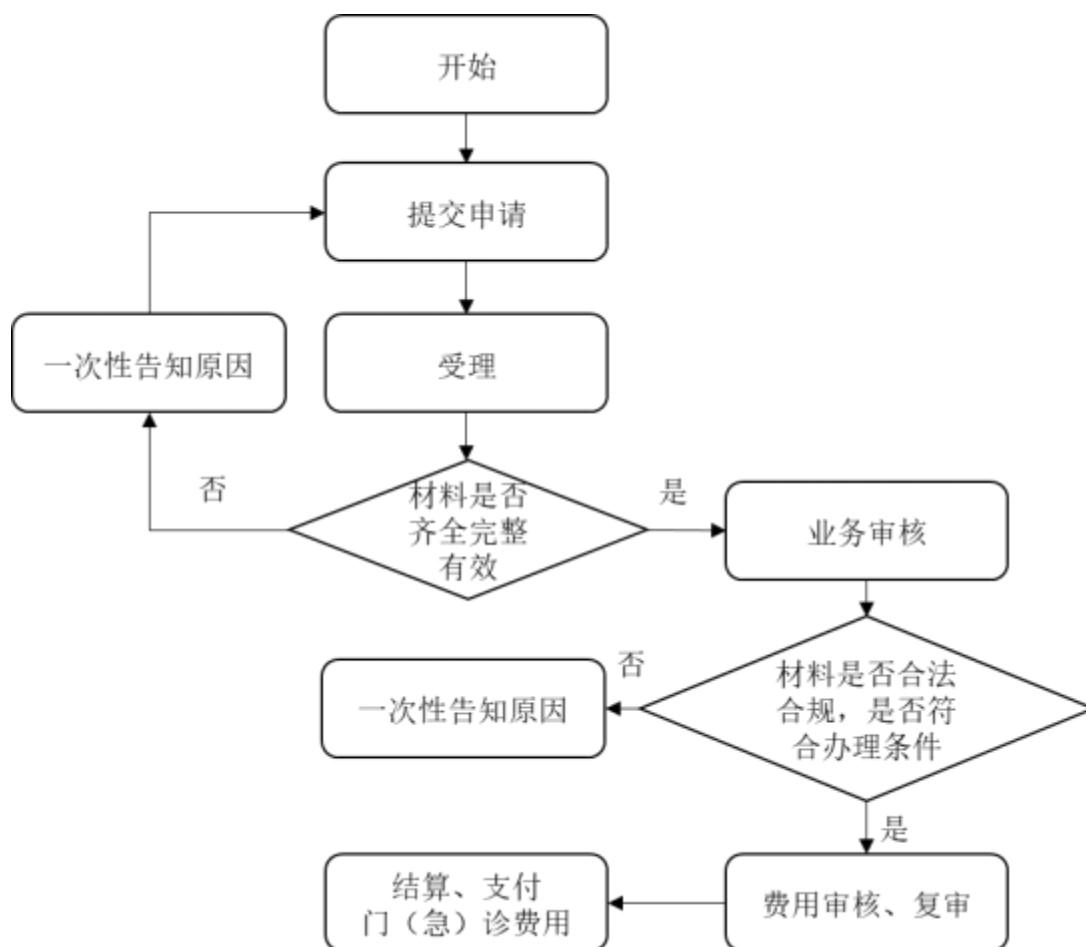 开始
提交申请
一次性告知原因
受理
否
材料是否
齐全完整
有效
是
业务审核
否
一次性告知原因
材料是否合法
合规，是否符
合办理条件
是
结算、支付
门（急）诊费用
费用审核、复审